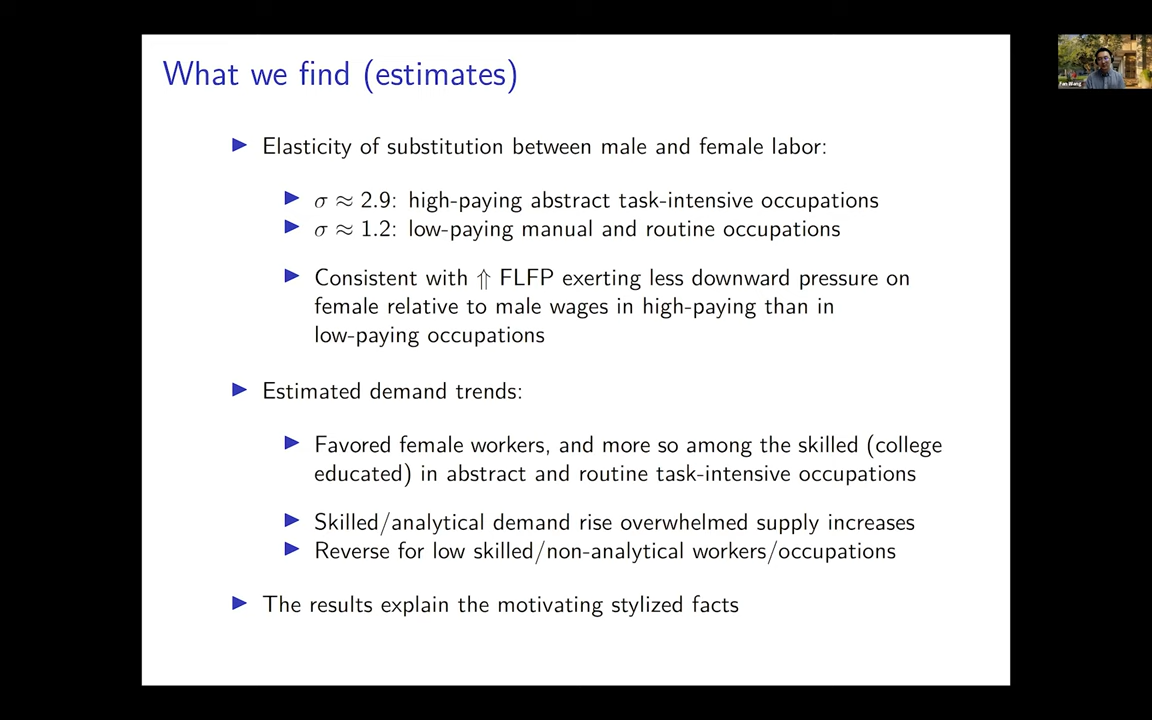 What we find (estimates)
▶ Elasticity of substitution between male and female labor:
▶ σ ≈ 2.9: high-paying abstract task-intensive occupations
▶ σ ≈ 1.2: low-paying manual and routine occupations
▶ Consistent with ⇑ FLFP exerting less downward pressure on
female relative to male wages in high-paying than in
low-paying occupations
▶ Estimated demand trends:
▶ Favored female workers, and more so among the skilled (college
educated) in abstract and routine task-intensive occupations
▶ Skilled/analytical demand rise overwhelmed supply increases
▶ Reverse for low skilled/non-analytical workers/occupations
▶ The results explain the motivating stylized facts
Fan Wang